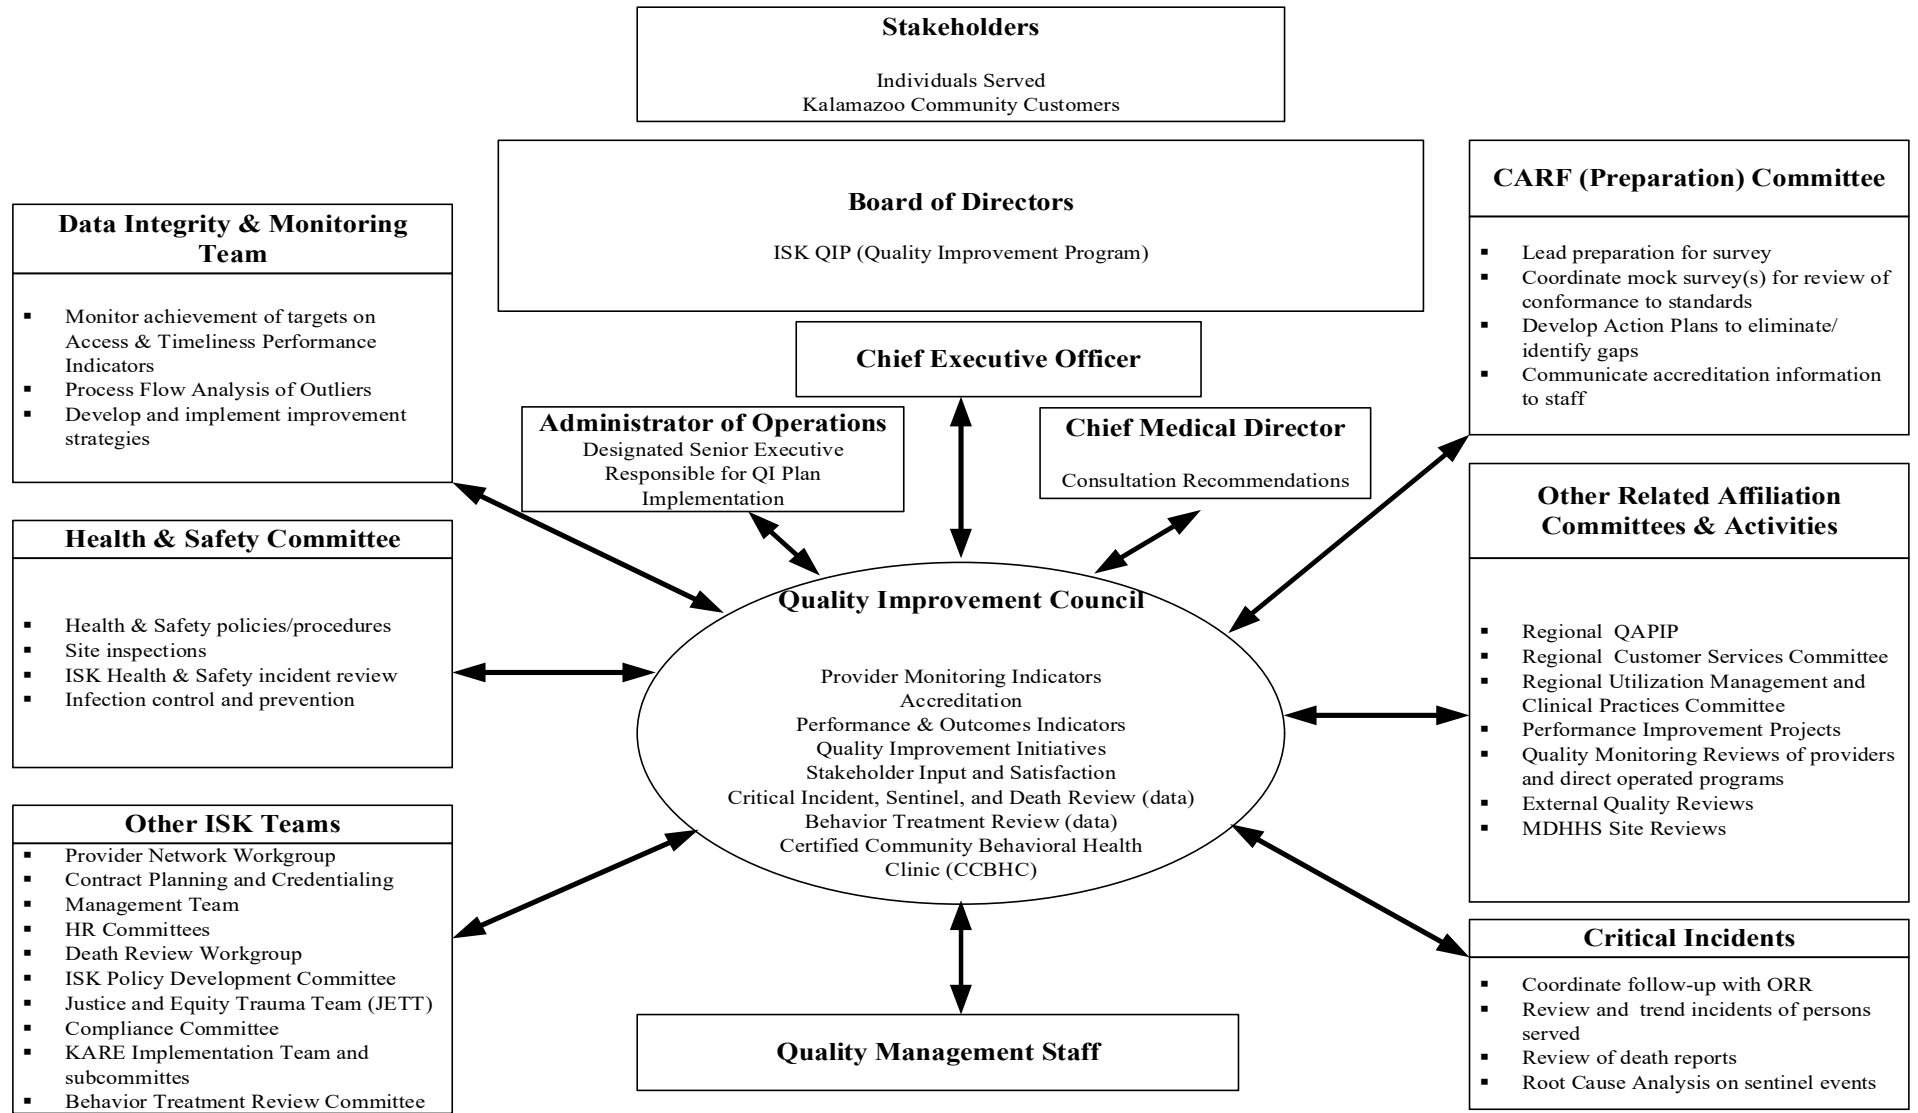 Stakeholders
Individuals Served
Kalamazoo Community Customers
Board of Directors
ISK QIP (Quality Improvement Program)
Chief Executive Officer
Administrator of Operations
Designated Senior Executive
Responsible for QI Plan
Implementation
Chief Medical Director
Consultation Recommendations
Data Integrity & Monitoring
Team
▪ Monitor achievement of targets on
Access & Timeliness Performance
Indicators
▪ Process Flow Analysis of Outliers
▪ Develop and implement improvement
strategies
Health & Safety Committee
▪ Health & Safety policies/procedures
▪ Site inspections
▪ ISK Health & Safety incident review
▪ Infection control and prevention
Other ISK Teams
▪ Provider Network Workgroup
▪ Contract Planning and Credentialing
▪ Management Team
▪ HR Committees
▪ Death Review Workgroup
▪ ISK Policy Development Committee
▪ Justice and Equity Trauma Team (JETT)
▪ Compliance Committee
▪ KARE Implementation Team and
subcommittes
▪ Behavior Treatment Review Committee
Quality Improvement Council
Provider Monitoring Indicators
Accreditation
Performance & Outcomes Indicators
Quality Improvement Initiatives
Stakeholder Input and Satisfaction
Critical Incident, Sentinel, and Death Review (data)
Behavior Treatment Review (data)
Certified Community Behavioral Health
Clinic (CCBHC)
Quality Management Staff
CARF (Preparation) Committee
▪ Lead preparation for survey
▪ Coordinate mock survey(s) for review of
conformance to standards
▪ Develop Action Plans to eliminate/
identify gaps
▪ Communicate accreditation information
to staff
Other Related Affiliation
Committees & Activities
▪ Regional QAPIP
▪ Regional Customer Services Committee
▪ Regional Utilization Management and
Clinical Practices Committee
▪ Performance Improvement Projects
▪ Quality Monitoring Reviews of providers
and direct operated programs
▪ External Quality Reviews
▪ MDHHS Site Reviews
Critical Incidents
▪ Coordinate follow-up with ORR
▪ Review and trend incidents of persons
served
▪ Review of death reports
▪ Root Cause Analysis on sentinel events